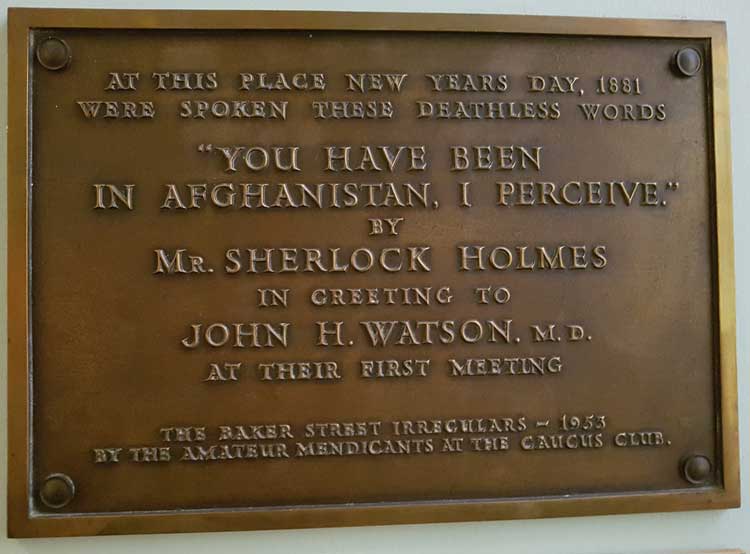 AT THIS PLACE NEW YEARS DAY, 1881
WERE SPOKEN THESE DEATHLESS WORDS
"YOU HAVE BEEN
IN AFGHANISTAN, I PERCEIVE."
BY
MR. SHERLOCK HOLMES
IN GREETING TO
JOHN H. WATSON, M.D.
AT THEIR FIRST MEETING
THE BAKER STREET IRREGULARS – 1953
BY THE AMATEUR MENDICANTS AT THE CAUCUS CLUB.